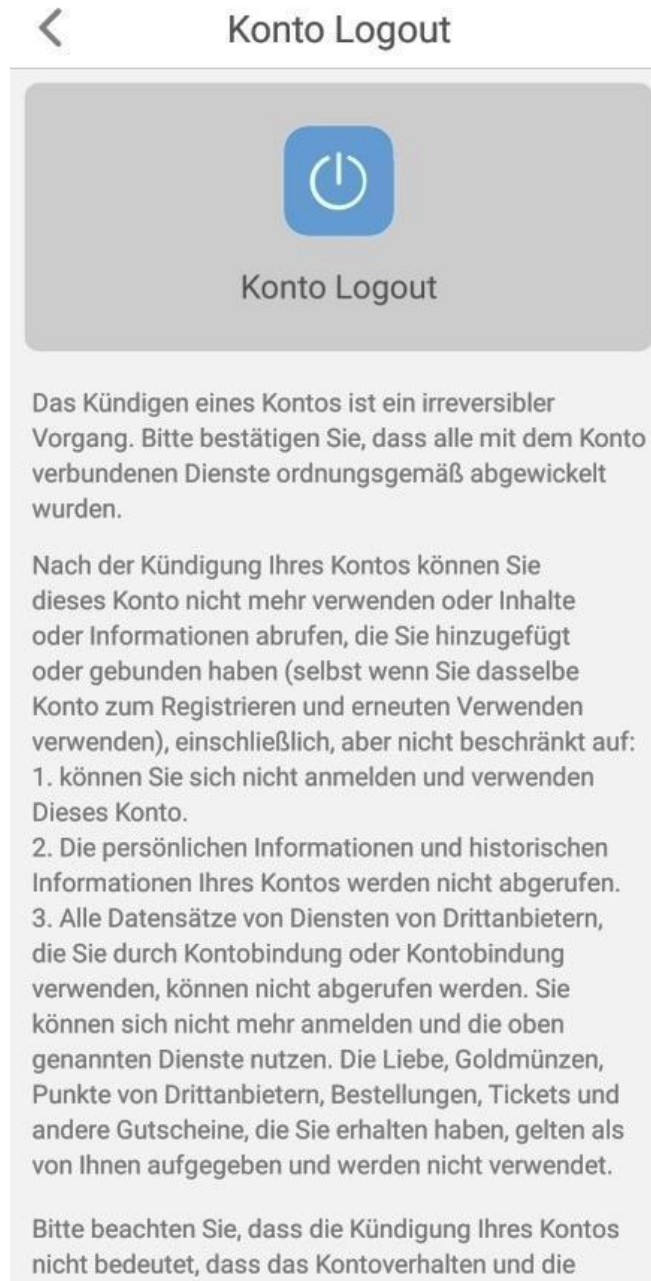 Konto Logout
Konto Logout
Das Kündigen eines Kontos ist ein irreversibler
Vorgang. Bitte bestätigen Sie, dass alle mit dem Konto
verbundenen Dienste ordnungsgemäß abgewickelt
wurden.
Nach der Kündigung Ihres Kontos können Sie
dieses Konto nicht mehr verwenden oder Inhalte
oder Informationen abrufen, die Sie hinzugefügt
oder gebunden haben (selbst wenn Sie dasselbe
Konto zum Registrieren und erneuten Verwenden
verwenden), einschließlich, aber nicht beschränkt auf:
1. können Sie sich nicht anmelden und verwenden
Dieses Konto.
2. Die persönlichen Informationen und historischen
Informationen Ihres Kontos werden nicht abgerufen.
3. Alle Datensätze von Diensten von Drittanbietern,
die Sie durch Kontobindung oder Kontobindung
verwenden, können nicht abgerufen werden. Sie
können sich nicht mehr anmelden und die oben
genannten Dienste nutzen. Die Liebe, Goldmünzen,
Punkte von Drittanbietern, Bestellungen, Tickets und
andere Gutscheine, die Sie erhalten haben, gelten als
von Ihnen aufgegeben und werden nicht verwendet.
Bitte beachten Sie, dass die Kündigung Ihres Kontos
nicht bedeutet, dass das Kontoverhalten und die